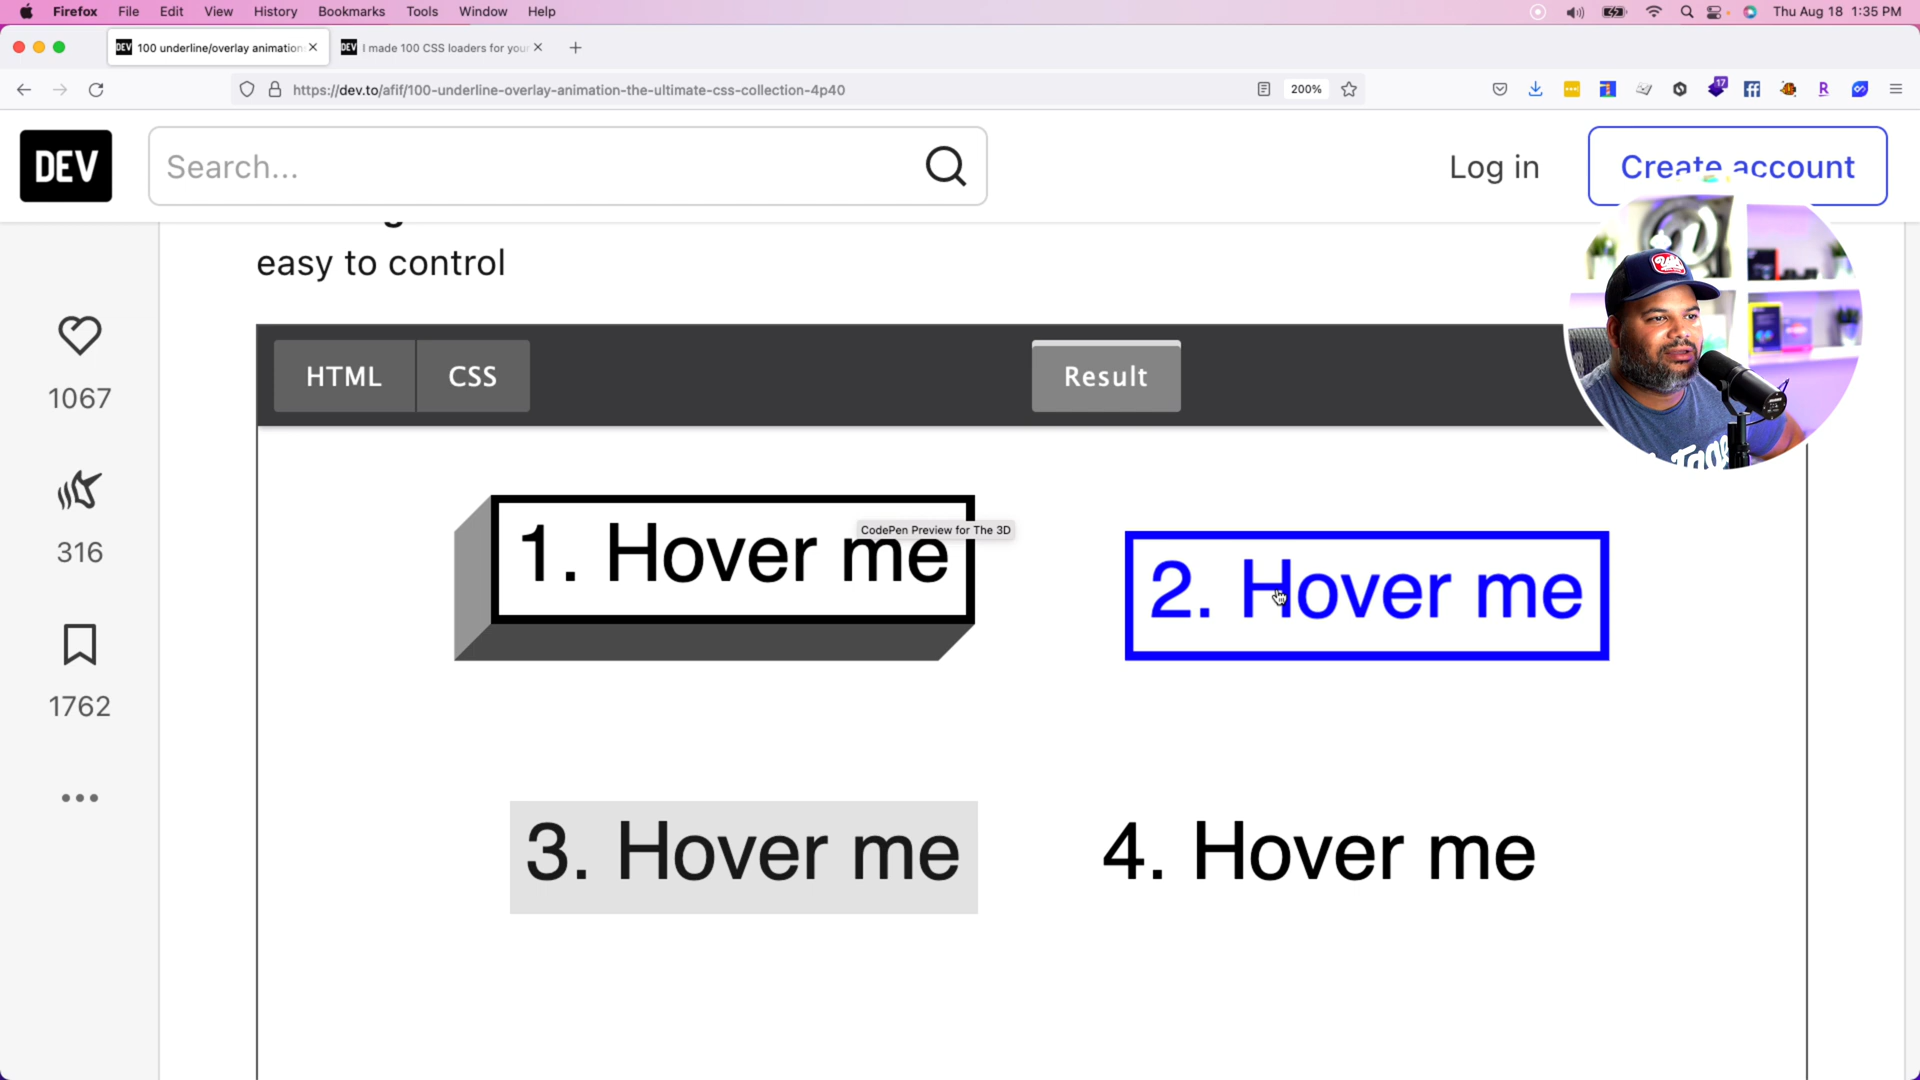 Firefox File Edit View History Bookmarks Tools Window Help Thu Aug 18 1:35 PM
DEV 100 underline/overlay animation DEV I made 100 CSS loaders for your
https://dev.to/afif/100-underline-overlay-animation-the-ultimate-css-collection-4p40 200% 17
DEV Search... Log in Create account
easy to control
HTML CSS Result
1067
316
1762
1. Hover me
CodePen Preview for The 3D
2. Hover me
3. Hover me
4. Hover me